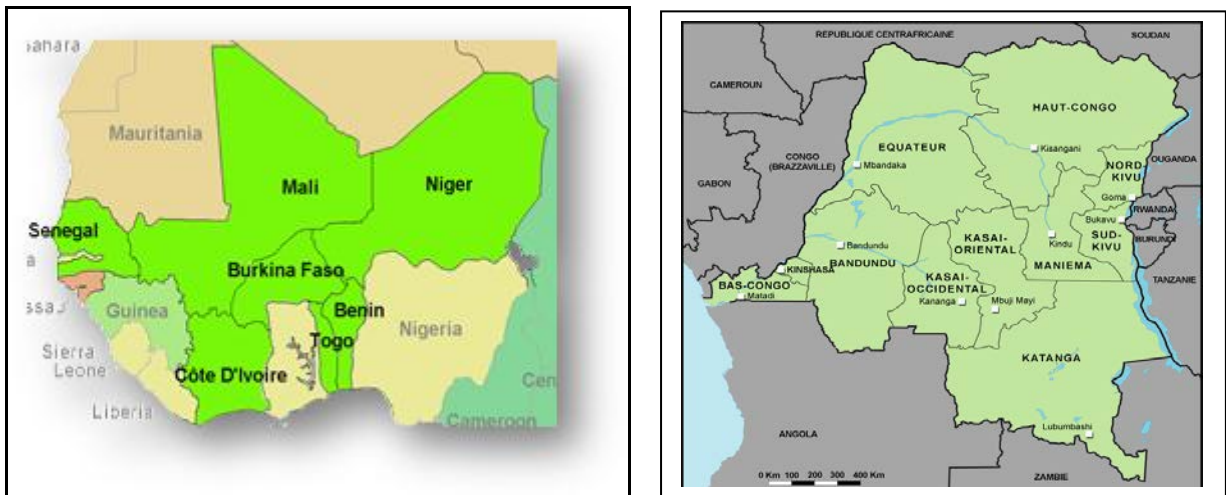 Sahara
Mauritania
Mali
Niger
Senegal
Burkina Faso
Benin
Guinea
Nigeria
Togo
Sierra
Leone
Côte D'Ivoire
Liberia
Cameroon
REPUBLIQUE CENTRAFRICAINE
SOUDAN
CAMEROUN
HAUT-CONGO
EQUATEUR
Kisangani
CONGO
(BRAZZAVILLE)
Mbandaka
NORD-
KIVU
OUGANDA
GABON
Goma
RWANDA
Bukavu
KASAI-
ORIENTAL
SUD-
KIVU
BURUNDI
Bandundu
Kindu
BANDUNDU
MANIEMA
KINSHASA
TANZANIE
BAS-CONGO
KASAI-
OCCIDENTAL
Matadi
Kananga
Mbuji Mayi
KATANGA
ANGOLA
Lubumbashi
0 Km 100 200 300 400 Km
ZAMBIE